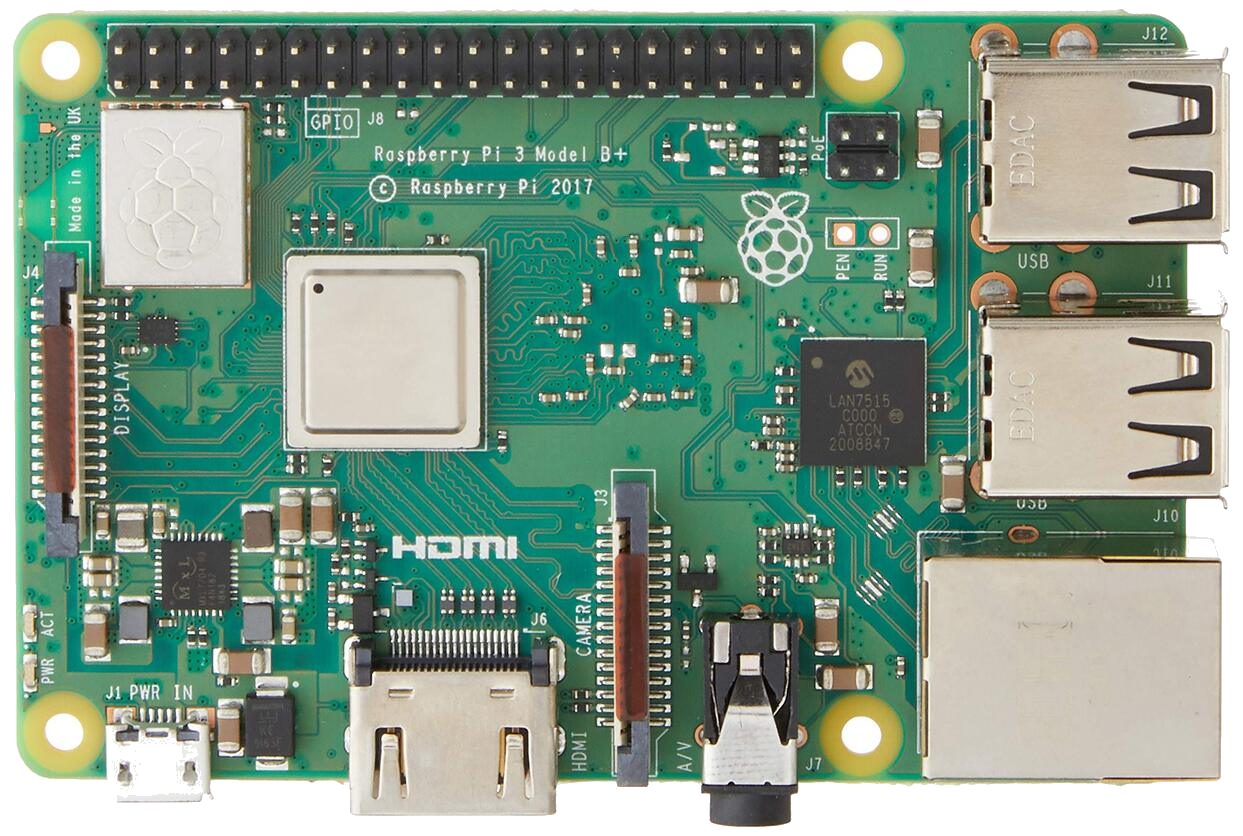 J12
GPIO
J8
Made in the UK
Raspberry Pi 3 Model B+
© Raspberry Pi 2017
PoE
EDAC
J4
PEN
RUN
USB
J11
DISPLAY
EDAC
LAN7515
C000
ATCCN
2008B47
USB
J3
J10
HDMI
MxL
ACT
CAMERA
J6
PWR
J1 PWR IN
HDMI
A/V
J7